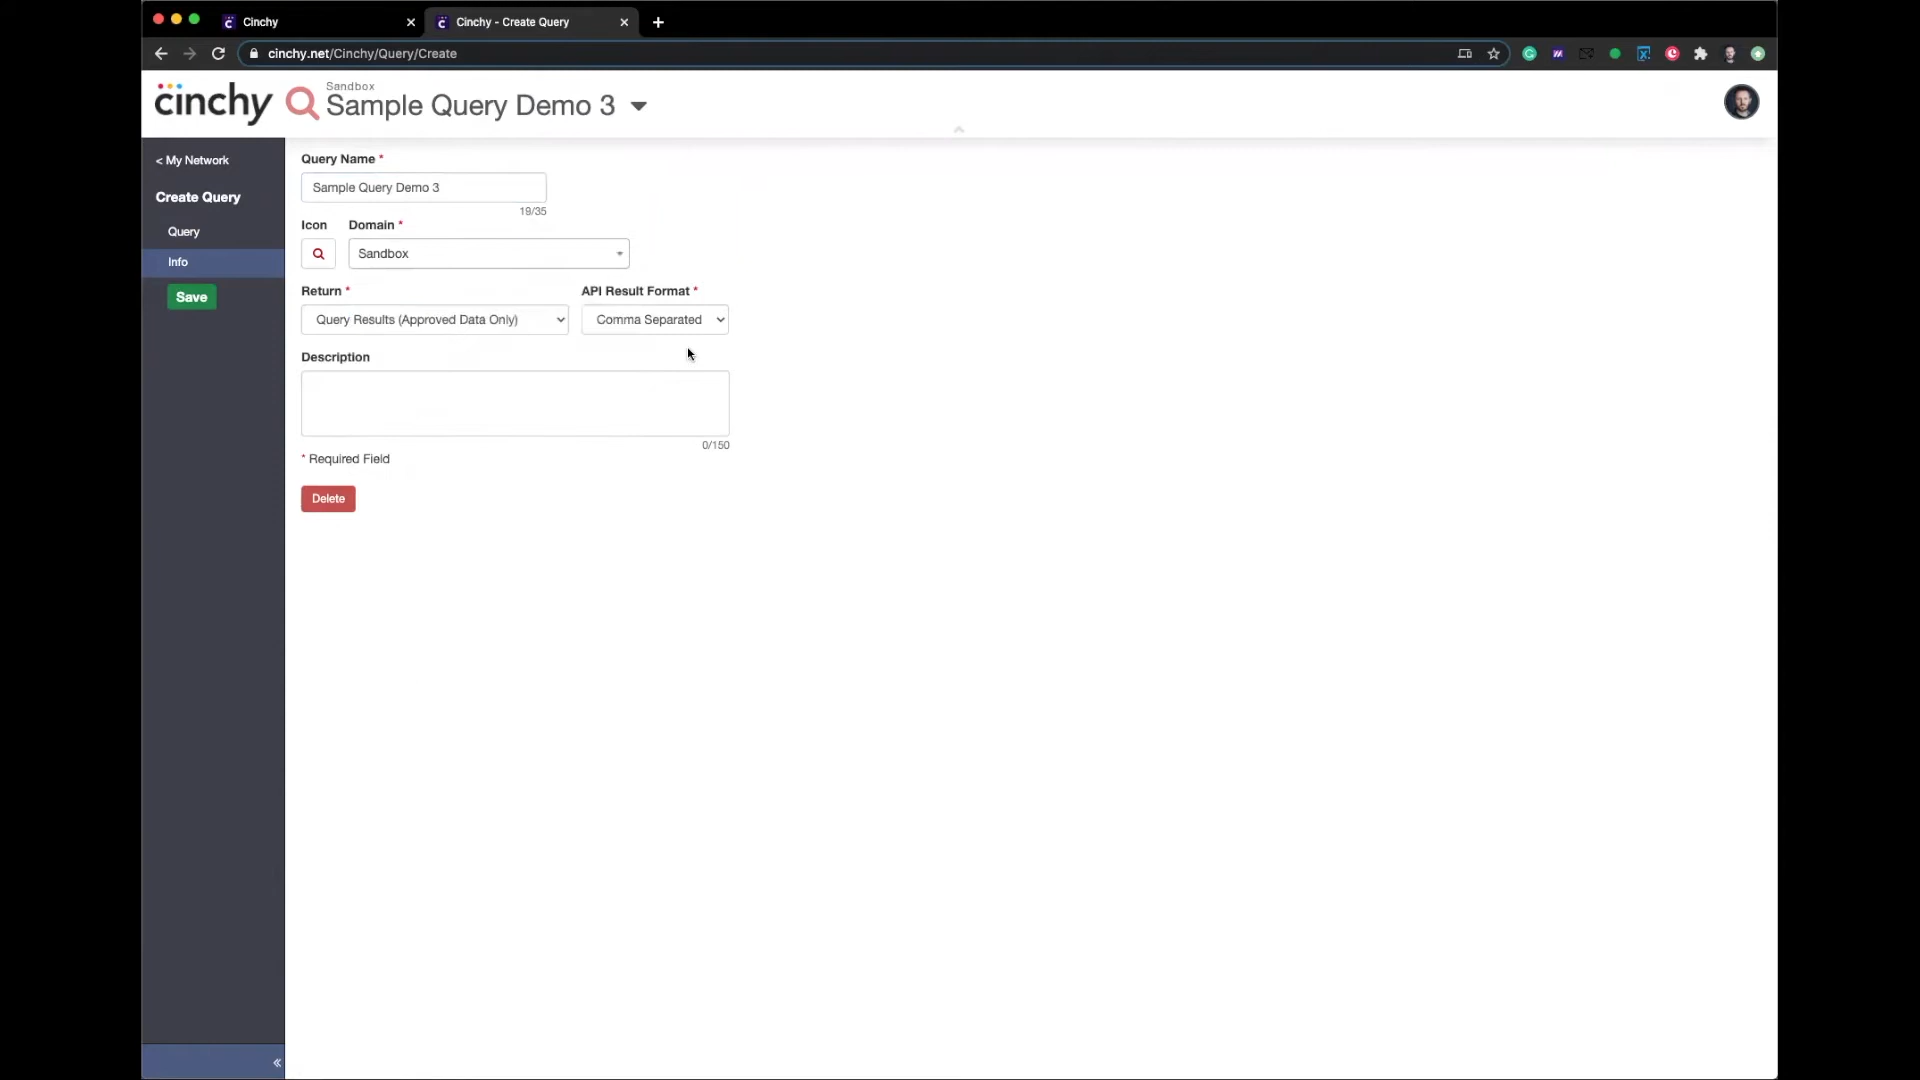 Cinchy
Cinchy - Create Query
cinchy.net/Cinchy/Query/Create
cinchy
Sandbox
Sample Query Demo 3
< My Network
Create Query
Query
Info
Save
Query Name *
Sample Query Demo 3
19/35
Icon Domain *
Sandbox
Return * API Result Format *
Query Results (Approved Data Only) Comma Separated
Description
0/150
* Required Field
Delete
«